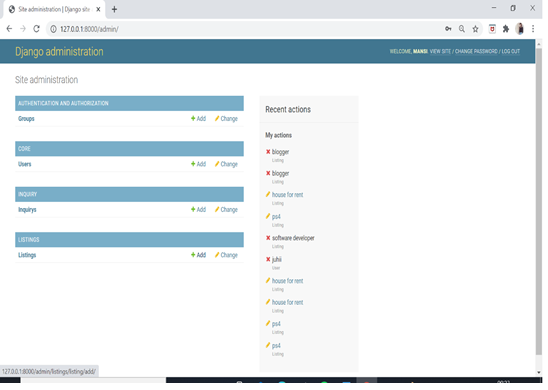 Site administration | Django site
127.0.0.1:8000/admin/
Django administration
WELCOME, MANSI. VIEW SITE / CHANGE PASSWORD / LOG OUT
Site administration
AUTHENTICATION AND AUTHORIZATION
Groups Add Change
CORE
Users Add Change
INQUIRY
Inquirys Add Change
LISTINGS
Listings Add Change
Recent actions
My actions
blogger
Listing
blogger
Listing
house for rent
Listing
ps4
Listing
software developer
Listing
juhii
User
house for rent
Listing
house for rent
Listing
ps4
Listing
ps4
Listing
127.0.0.1:8000/admin/listings/listing/add/